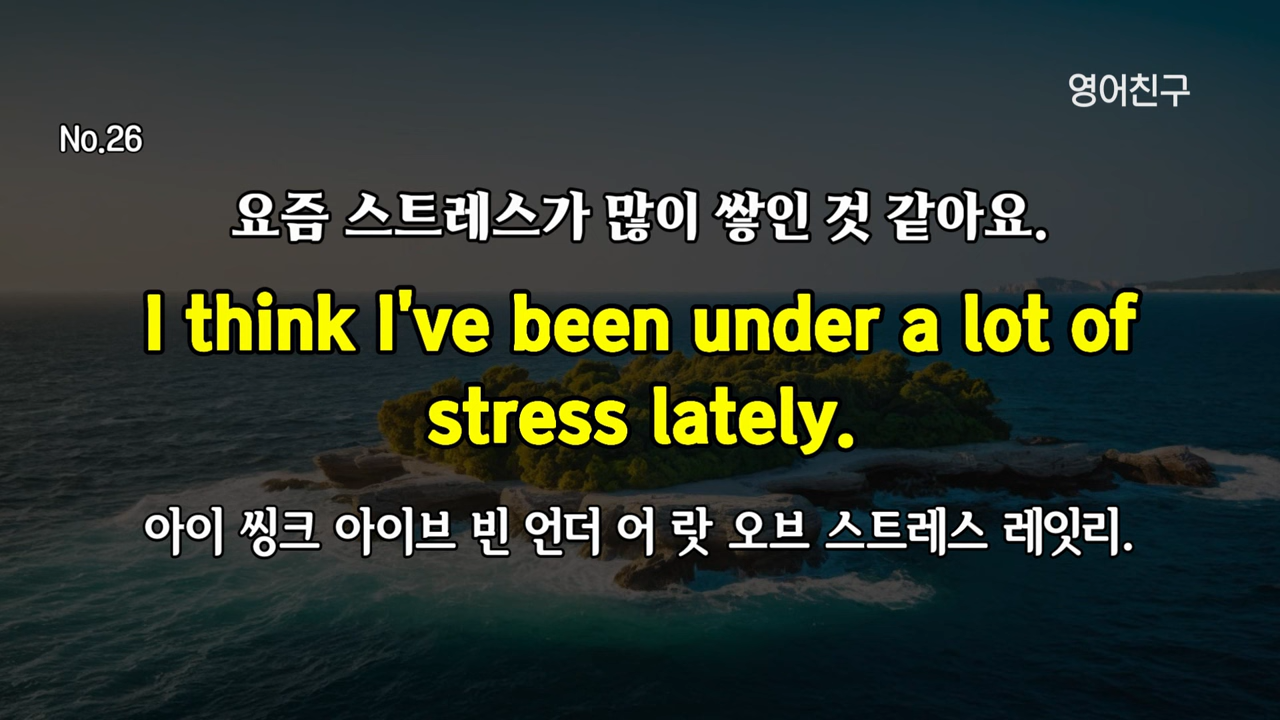 영어친구
No.26
요즘 스트레스가 많이 쌓인 것 같아요.
I think I've been under a lot of
stress lately.
아이 씽크 아이브 빈 언더 어 랏 오브 스트레스 레잇리.